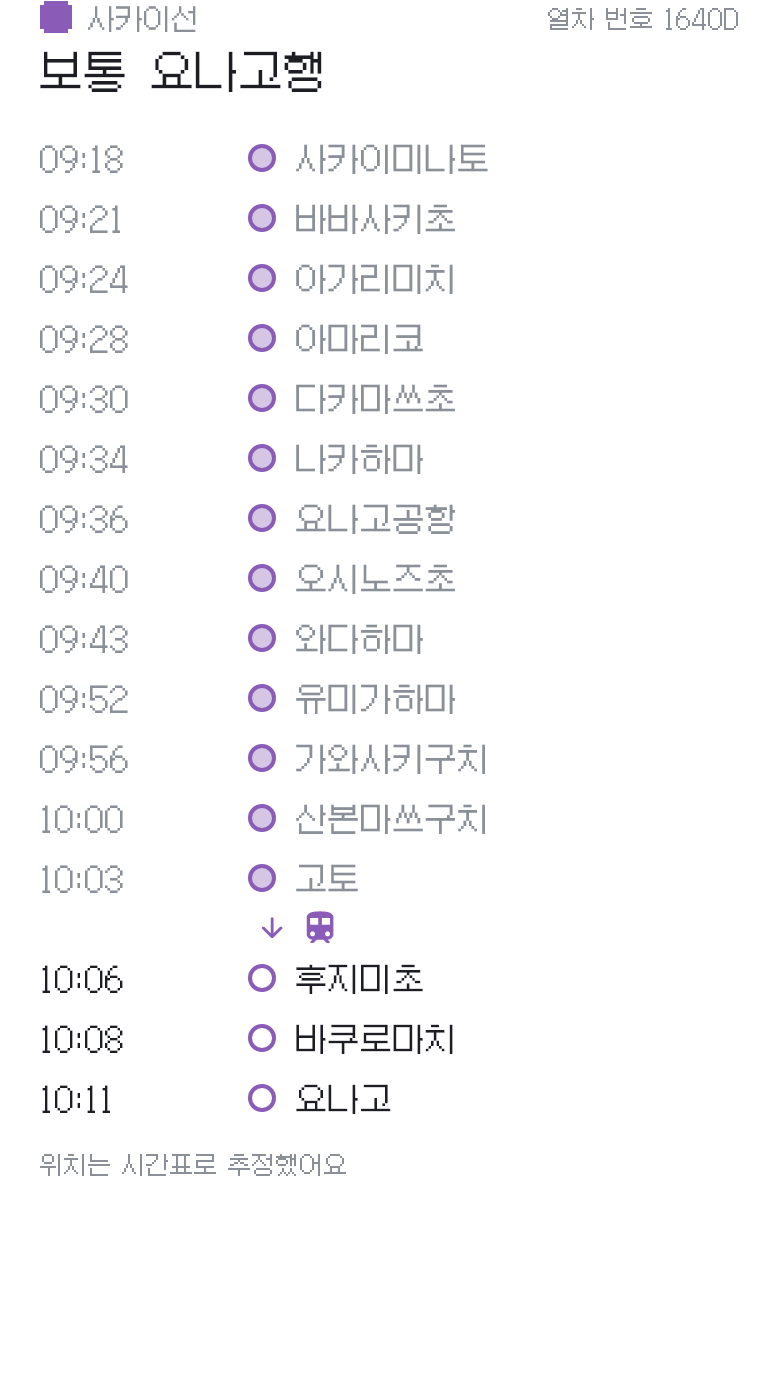 사카이선 열차 번호 1640D
보통 요나고행
09:18 사카이미나토
09:21 바바사키초
09:24 아가리미치
09:28 아마리코
09:30 다카마쓰초
09:34 나카하마
09:36 요나고공항
09:40 오시노즈초
09:43 와다하마
09:52 유미가하마
09:56 가와사키구치
10:00 산본마쓰구치
10:03 고토
10:06 후지미초
10:08 바쿠로마치
10:11 요나고
위치는 시간표로 추정했어요